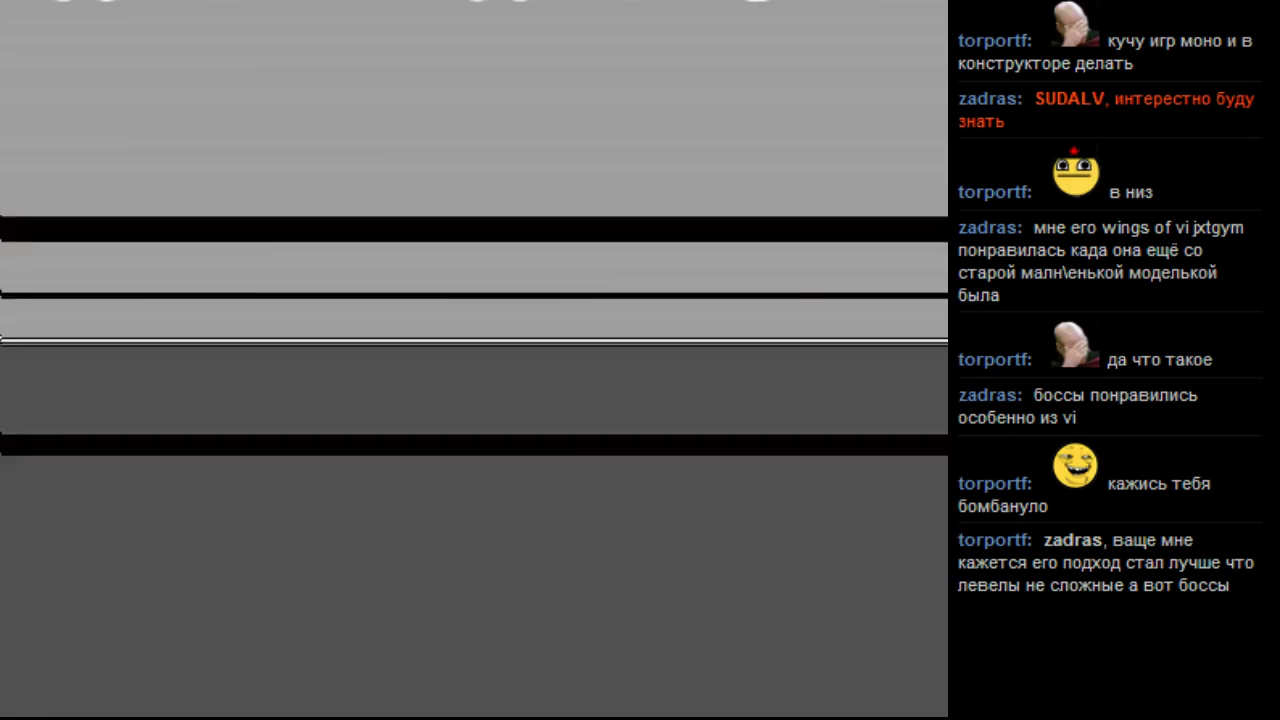 torportf: кучу игр моно и в
конструкторе делать
zadras: SUDALV, интерестно буду
знать
torportf: в низ
zadras: мне его wings of vi jxtgym
понравилась када она ещё со
старой малн\енькой моделькой
была
torportf: да что такое
zadras: боссы понравились
особенно из vi
torportf: кажись тебя
бомбануло
torportf: zadras, ваще мне
кажется его подход стал лучше что
левелы не сложные а вот боссы